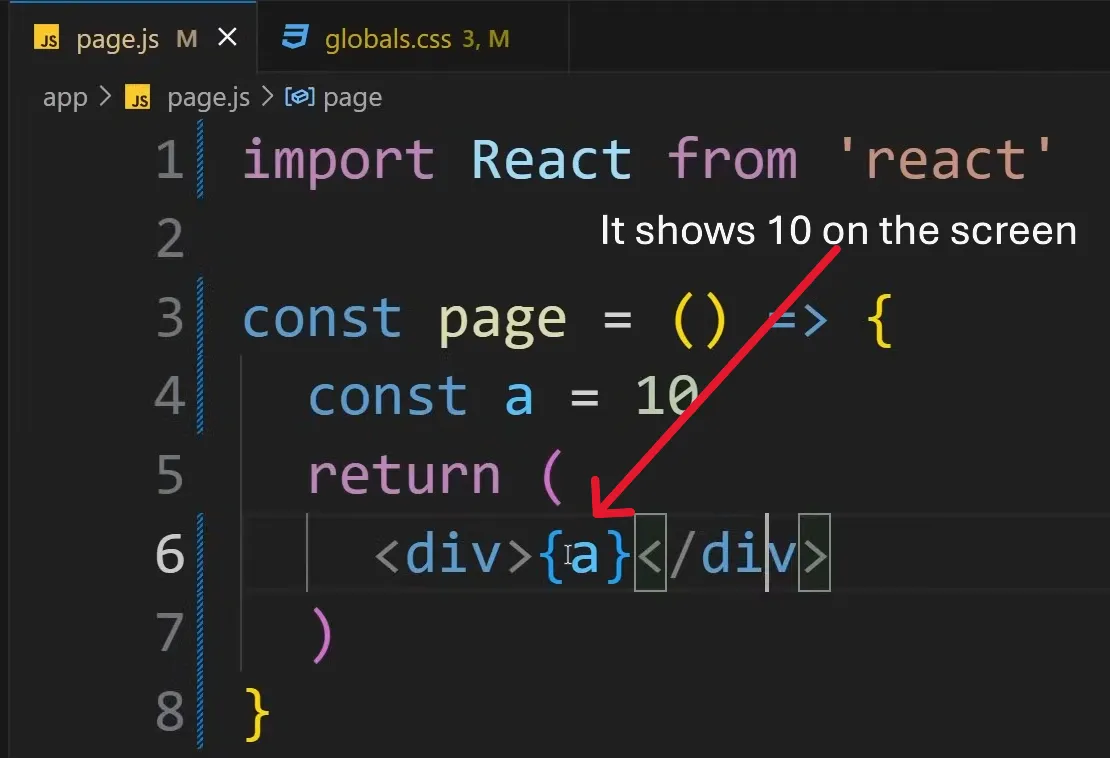 JS page.js M ×
globals.css 3, M
app > JS page.js > page
1 import React from 'react'
2
It shows 10 on the screen
3 const page = () => {
4 const a = 10
5 return (
6 <div>{a}</div>
7 )
8 }